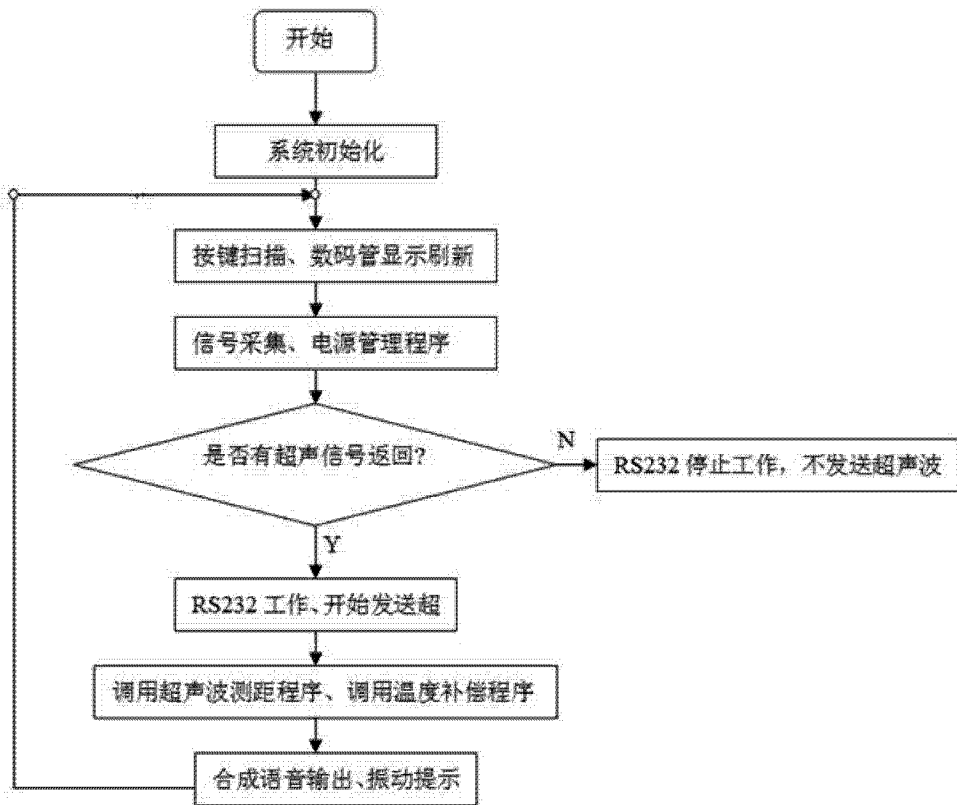 开始
系统初始化
按键扫描、数码管显示刷新
信号采集、电源管理程序
是否有超声信号返回?
N
RS232 停止工作，不发送超声波
Y
RS232 工作、开始发送超
调用超声波测距程序、调用温度补偿程序
合成语音输出、振动提示